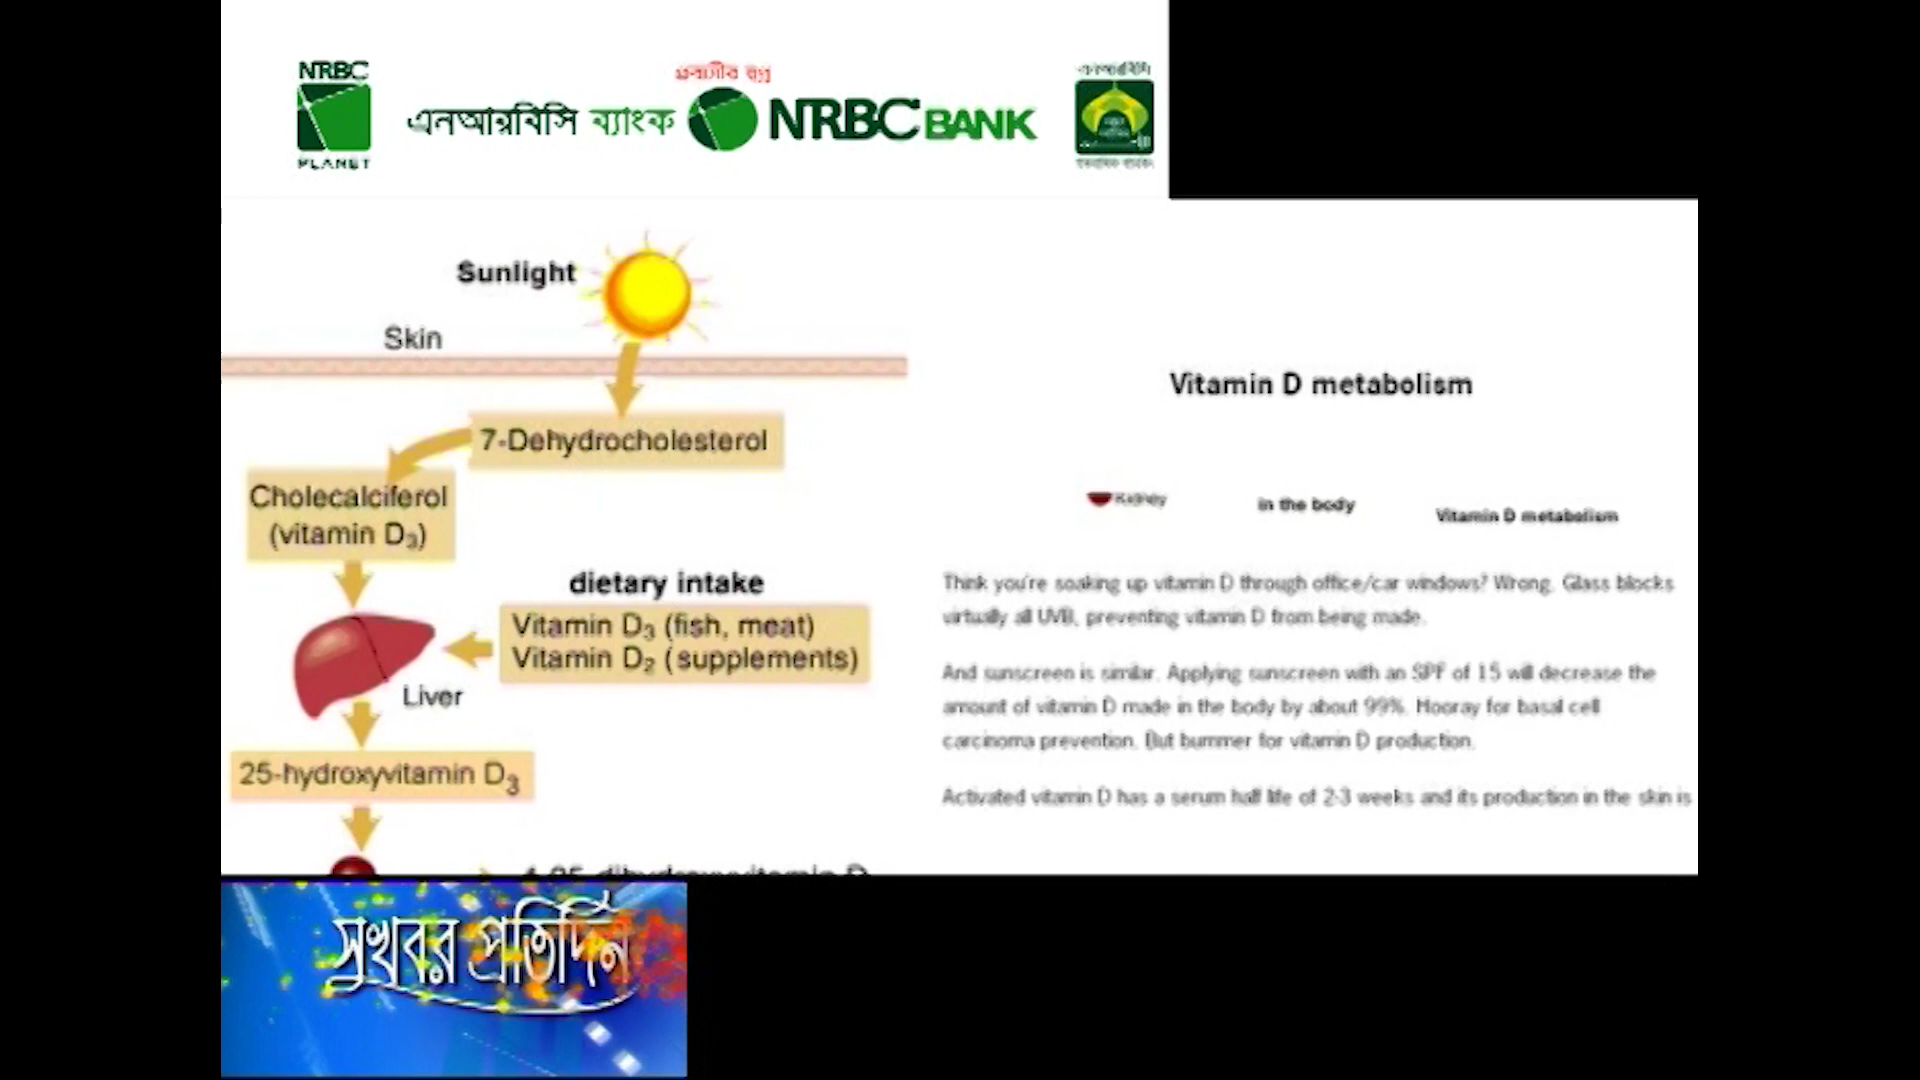 NRBC
PLANET
এনআরবিসি ব্যাংক
NRBC BANK
Sunlight
Skin
7-Dehydrocholesterol
Cholecalciferol
(vitamin D3)
dietary intake
Vitamin D3 (fish, meat)
Vitamin D2 (supplements)
Liver
25-hydroxyvitamin D3
Vitamin D metabolism
Kidney
in the body
Vitamin D metabolism
Think you're soaking up vitamin D through office/car windows? Wrong. Glass blocks
virtually all UVB, preventing vitamin D from being made.
And sunscreen is similar. Applying sunscreen with an SPF of 15 will decrease the
amount of vitamin D made in the body by about 99%. Hooray for basal cell
carcinoma prevention. But bummer for vitamin D production.
Activated vitamin D has a serum half life of 2-3 weeks and its production in the skin is
সুখবর প্রতিদিন